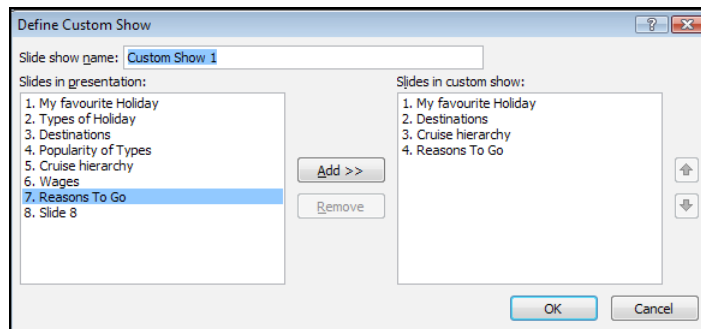 Define Custom Show
Slide show name: Custom Show 1
Slides in presentation:
1. My favourite Holiday
2. Types of Holiday
3. Destinations
4. Popularity of Types
5. Cruise hierarchy
6. Wages
7. Reasons To Go
8. Slide 8
Add >>
Remove
Slides in custom show:
1. My favourite Holiday
2. Destinations
3. Cruise hierarchy
4. Reasons To Go
OK
Cancel